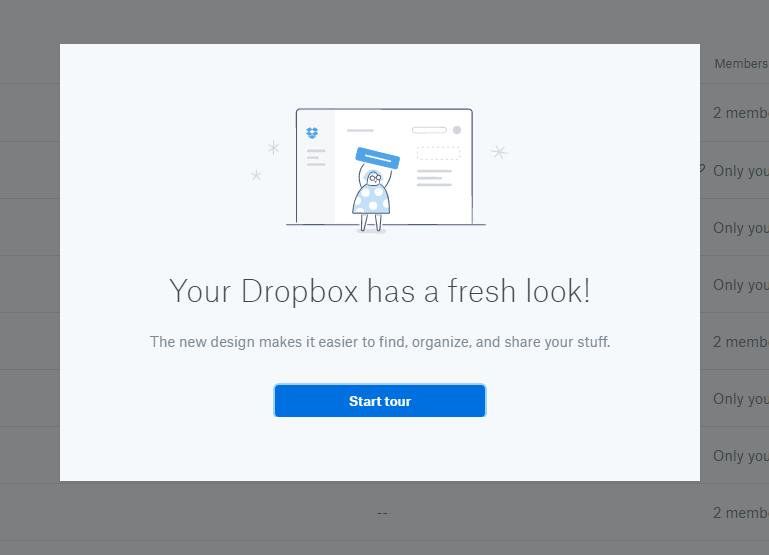 Members
2 memb
Only you
Only you
Only you
2 memb
Only you
Only you
-- 2 memb
Your Dropbox has a fresh look!
The new design makes it easier to find, organize, and share your stuff.
Start tour